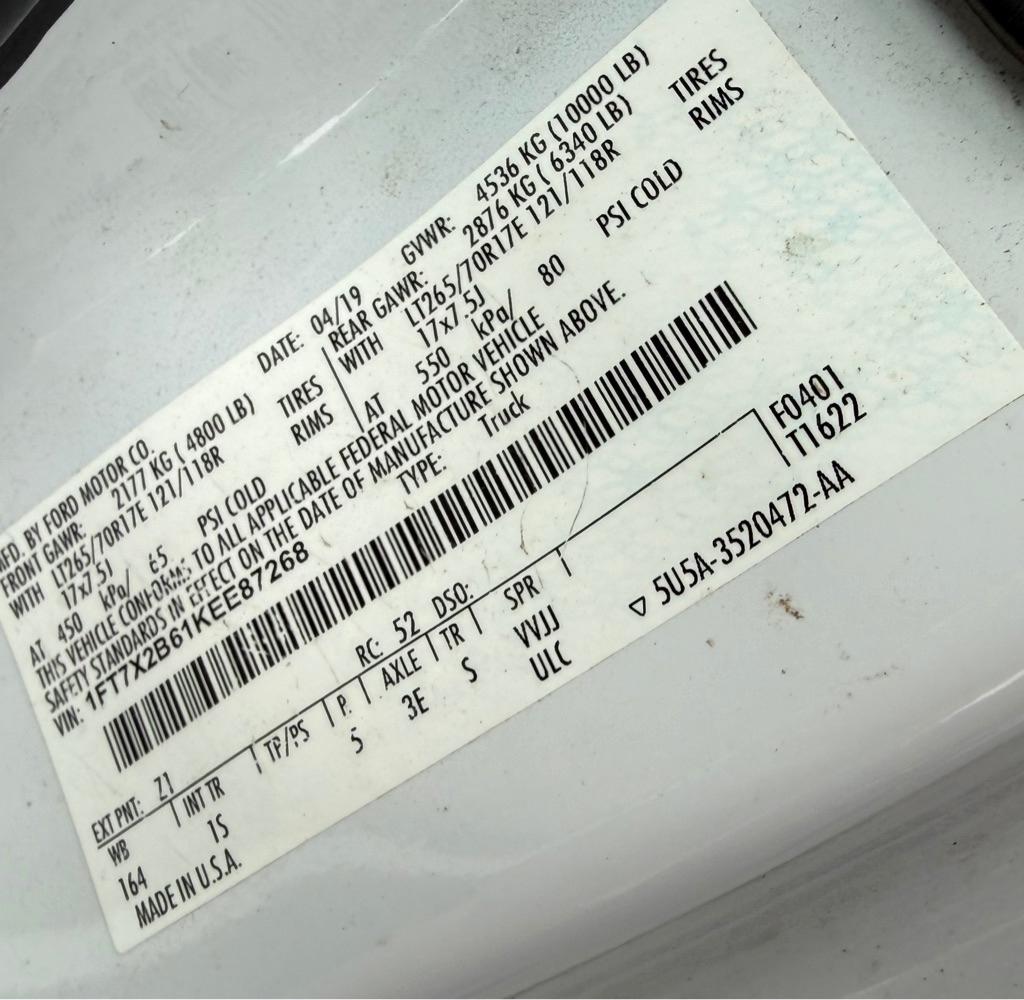 MFD. BY FORD MOTOR CO. DATE: 04/19 GVWR: 4536 KG (10000 LB)
FRONT GAWR: 2177 KG ( 4800 LB) REAR GAWR: 2876 KG ( 6340 LB)
WITH LT265/70R17E 121/118R TIRES WITH LT265/70R17E 121/118R TIRES
17x7.5J RIMS 17x7.5J RIMS
AT 450 kPa/ 65 PSI COLD AT 550 kPa/ 80 PSI COLD
THIS VEHICLE CONFORMS TO ALL APPLICABLE FEDERAL MOTOR VEHICLE
SAFETY STANDARDS IN EFFECT ON THE DATE OF MANUFACTURE SHOWN ABOVE.
VIN: 1FT7X2B61KEE87268 TYPE: Truck
EXT PNT: Z1 RC: 52 DSO: F0401
WB INT TR TP/PS R AXLE TR SPR T1622
164 1S 5 3E S VVJJ
ULC
MADE IN U.S.A. ▽ 5U5A-3520472-AA